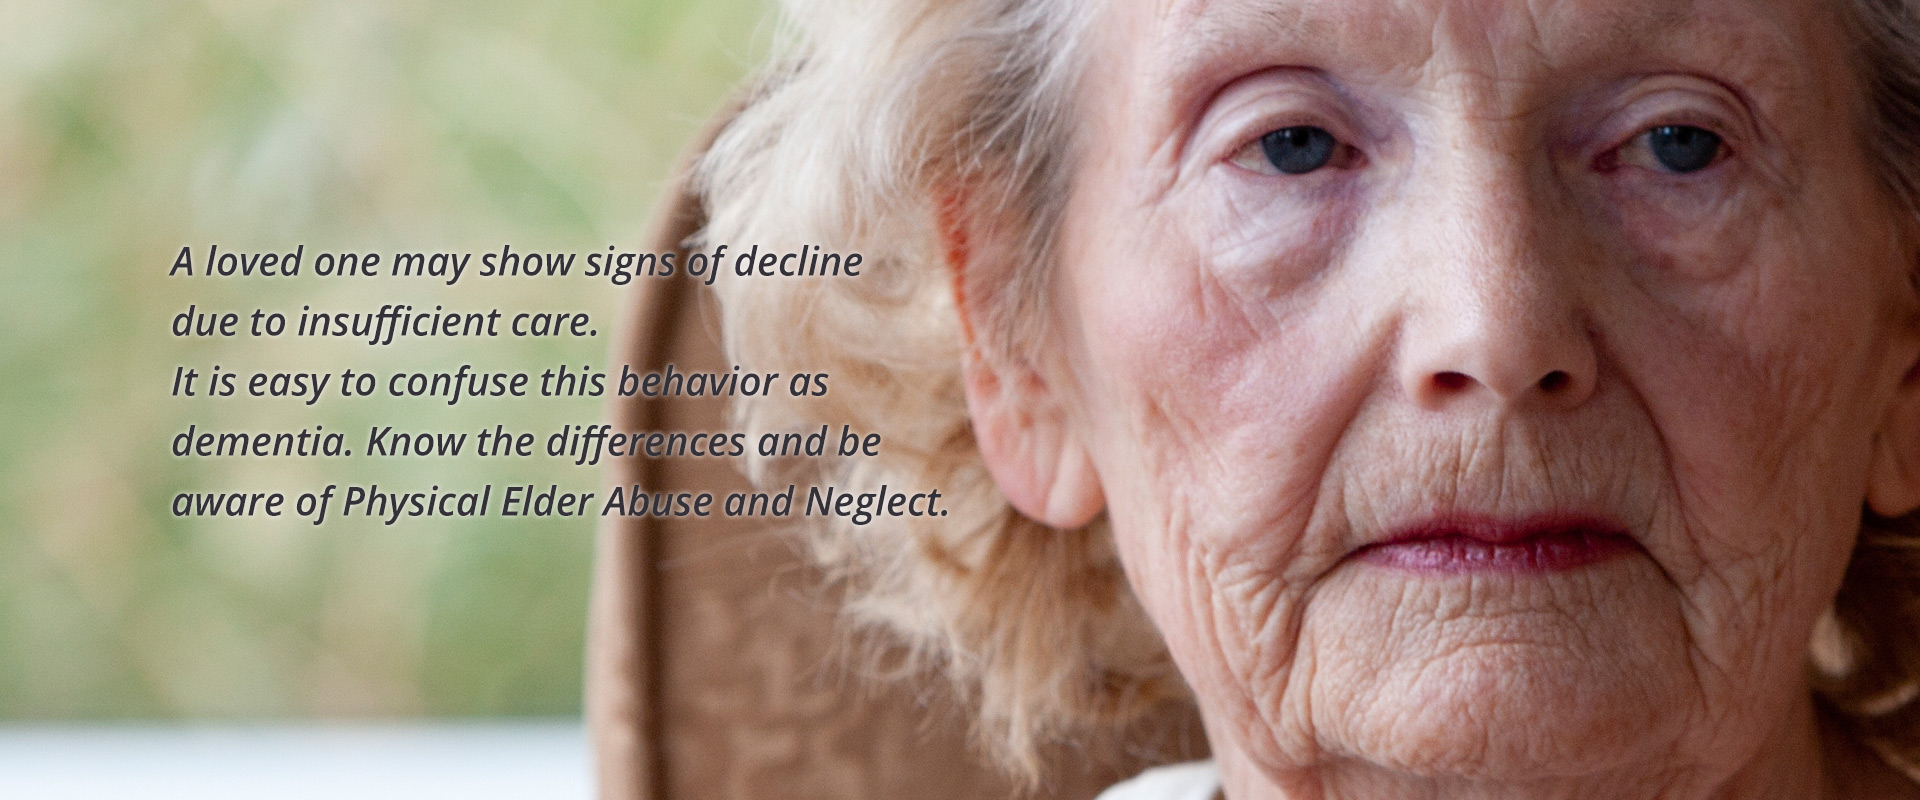 A loved one may show signs of decline
due to insufficient care.
It is easy to confuse this behavior as
dementia. Know the differences and be
aware of Physical Elder Abuse and Neglect.